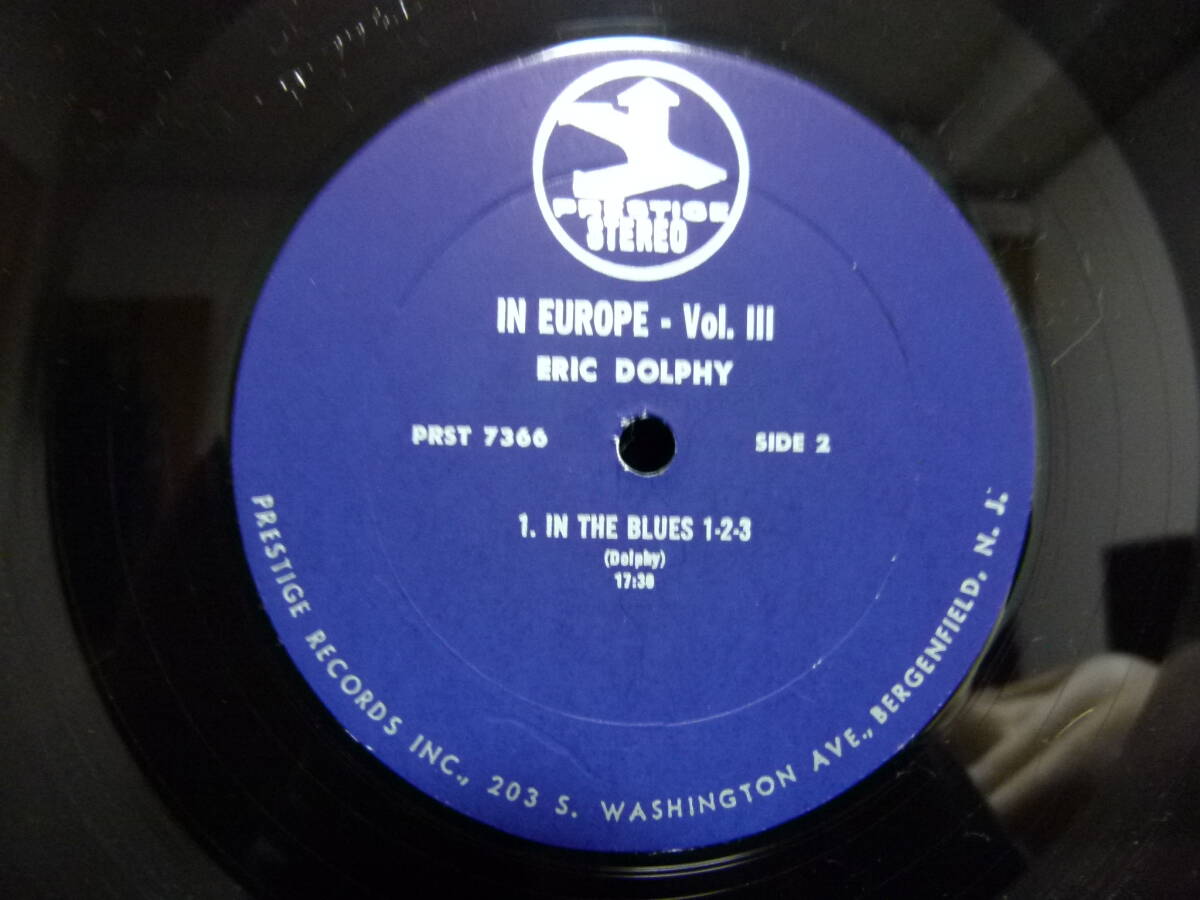 PRESTIGE
STEREO
IN EUROPE - Vol. III
ERIC DOLPHY
PRST 7366
SIDE 2
1. IN THE BLUES 1-2-3
(Dolphy)
17:30
PRESTIGE RECORDS INC., 203 S. WASHINGTON AVE., BERGENFIELD, N. J.